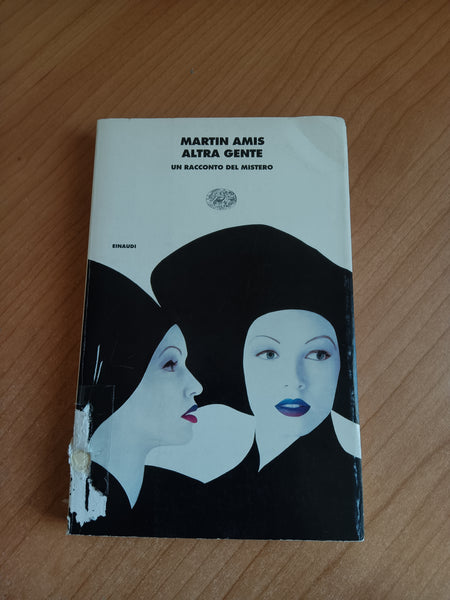 MARTIN AMIS
ALTRA GENTE
UN RACCONTO DEL MISTERO
EINAUDI